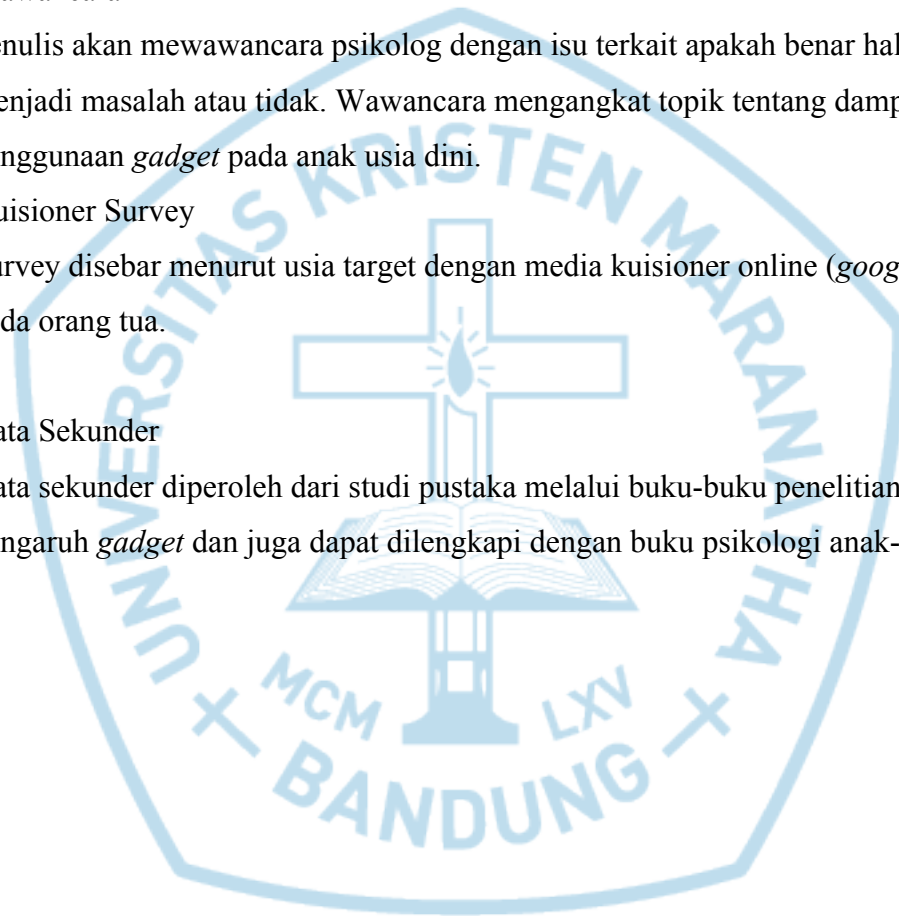 enulis akan mewawancara psikolog dengan isu terkait apakah benar hal
enjadi masalah atau tidak. Wawancara mengangkat topik tentang damp
nggunaan gadget pada anak usia dini.
uisioner Survey
urvey disebar menurut usia target dengan media kuisioner online (goog
da orang tua.
ata Sekunder
ata sekunder diperoleh dari studi pustaka melalui buku-buku penelitian
ngaruh gadget dan juga dapat dilengkapi dengan buku psikologi anak-
UNIVERSITAS KRISTEN MARANATHA
MCM LXV
BANDUNG